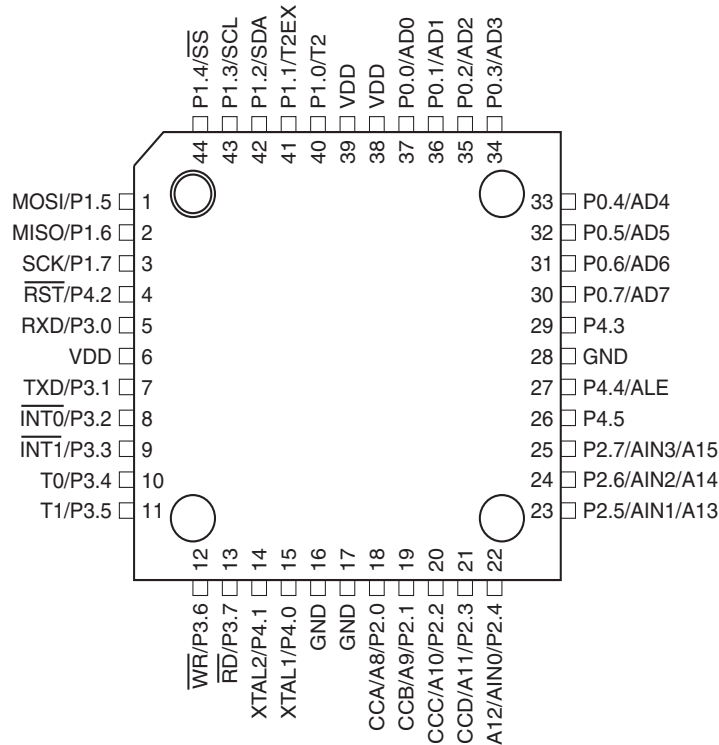 P1.4/S̅S̅
P1.3/SCL
P1.2/SDA
P1.1/T2EX
P1.0/T2
VDD
VDD
P0.0/AD0
P0.1/AD1
P0.2/AD2
P0.3/AD3
44 43 42 41 40 39 38 37 36 35 34
MOSI/P1.5 1
MISO/P1.6 2
SCK/P1.7 3
R̅S̅T̅/P4.2 4
RXD/P3.0 5
VDD 6
TXD/P3.1 7
I̅N̅T̅0̅/P3.2 8
I̅N̅T̅1̅/P3.3 9
T0/P3.4 10
T1/P3.5 11
33 P0.4/AD4
32 P0.5/AD5
31 P0.6/AD6
30 P0.7/AD7
29 P4.3
28 GND
27 P4.4/ALE
26 P4.5
25 P2.7/AIN3/A15
24 P2.6/AIN2/A14
23 P2.5/AIN1/A13
12 13 14 15 16 17 18 19 20 21 22
W̅R̅/P3.6
R̅D̅/P3.7
XTAL2/P4.1
XTAL1/P4.0
GND
GND
CCA/A8/P2.0
CCB/A9/P2.1
CCC/A10/P2.2
CCD/A11/P2.3
A12/AIN0/P2.4